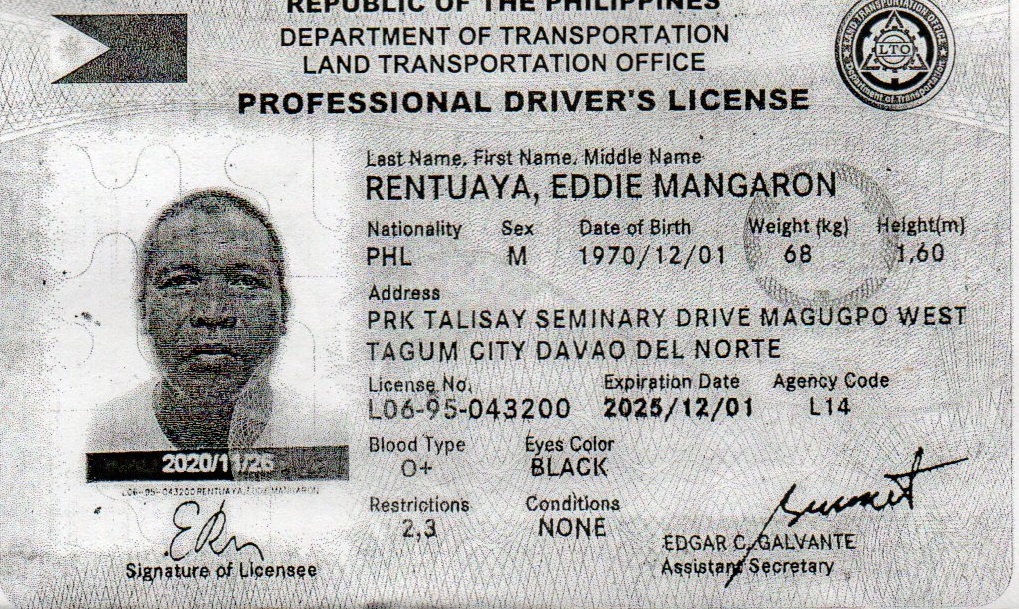 REPUBLIC OF THE PHILIPPINES
DEPARTMENT OF TRANSPORTATION
LAND TRANSPORTATION OFFICE
PROFESSIONAL DRIVER'S LICENSE
LAND TRANSPORTATION OFFICE
LTO
Department of Transportation
Last Name, First Name, Middle Name
RENTUAYA, EDDIE MANGARON
Nationality Sex Date of Birth Weight (kg) Height(m)
PHL M 1970/12/01 68 1,60
Address
PRK TALISAY SEMINARY DRIVE MAGUGPO WEST
TAGUM CITY DAVAO DEL NORTE
License No. Expiration Date Agency Code
L06-95-043200 2025/12/01 L14
Blood Type Eyes Color
O+ BLACK
2020/11/26
L06-95-043200 RENTUAYA, EDDIE MANGARON
Restrictions Conditions
2,3 NONE
EDGAR C. GALVANTE
Assistant Secretary
Signature of Licensee